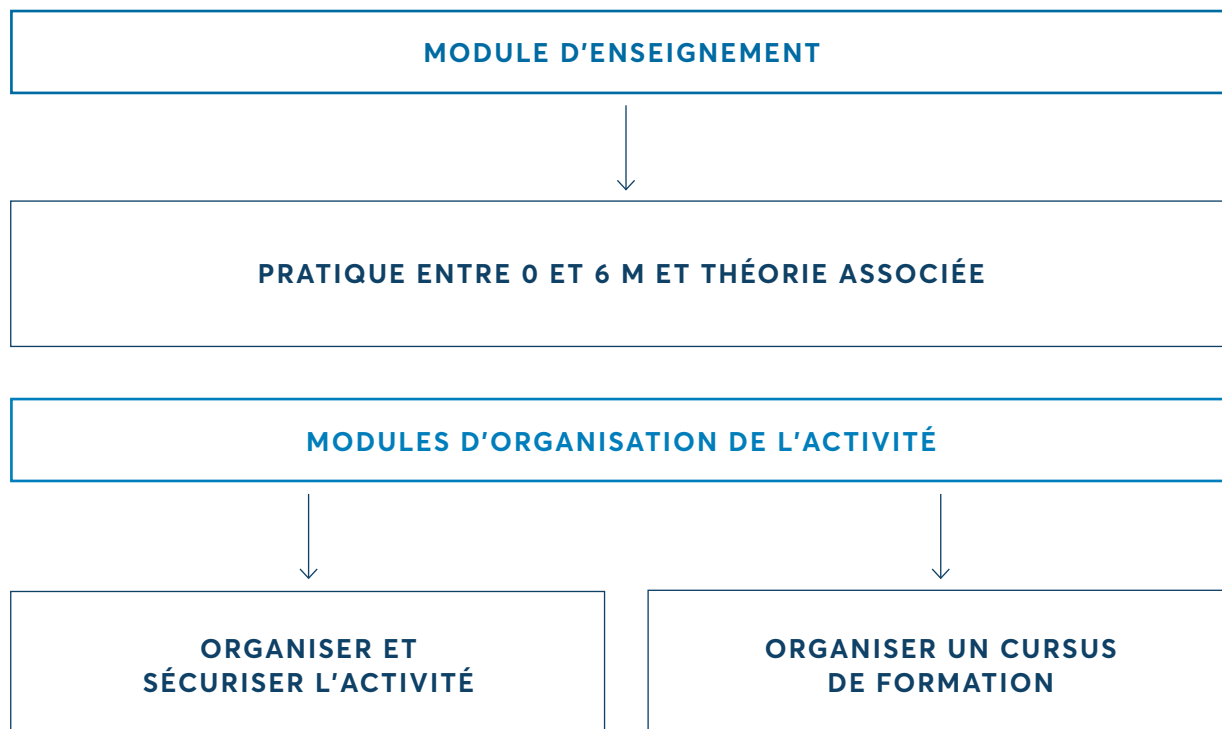 MODULE D'ENSEIGNEMENT
PRATIQUE ENTRE 0 ET 6 M ET THÉORIE ASSOCIÉE
MODULES D'ORGANISATION DE L'ACTIVITÉ
ORGANISER ET
SÉCURISER L'ACTIVITÉ
ORGANISER UN CURSUS
DE FORMATION